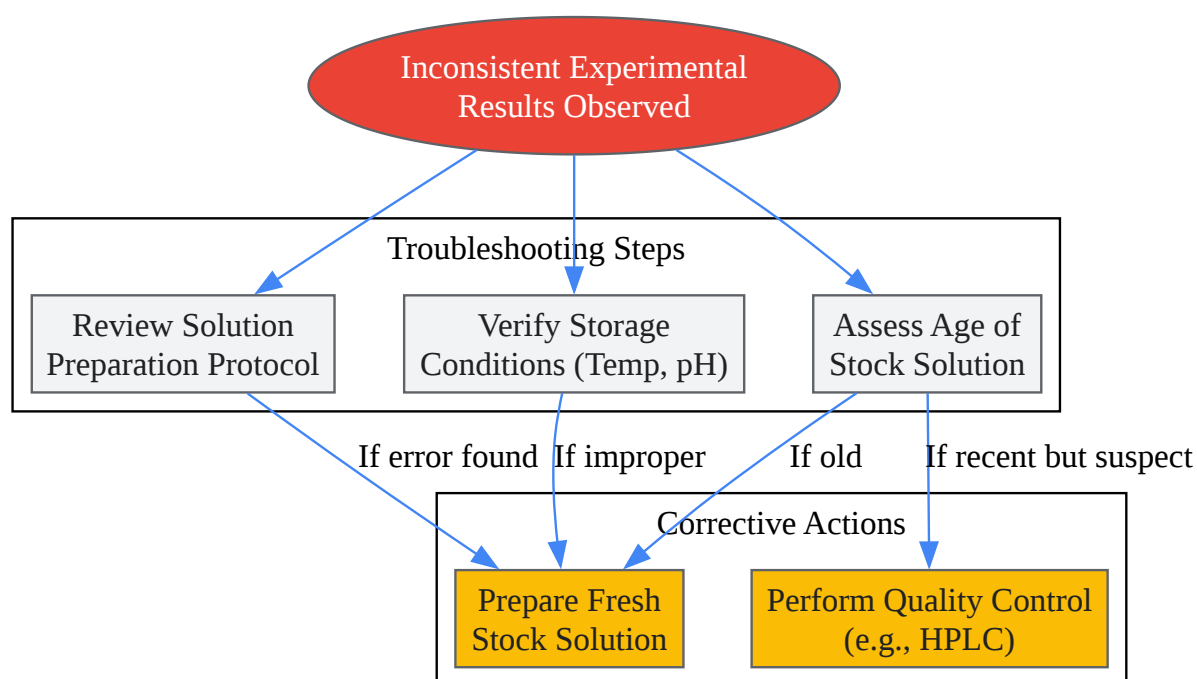 Inconsistent Experimental
Results Observed
Troubleshooting Steps
Review Solution
Preparation Protocol
Verify Storage
Conditions (Temp, pH)
Assess Age of
Stock Solution
If error found
If improper
If old
If recent but suspect
Corrective Actions
Prepare Fresh
Stock Solution
Perform Quality Control
(e.g., HPLC)